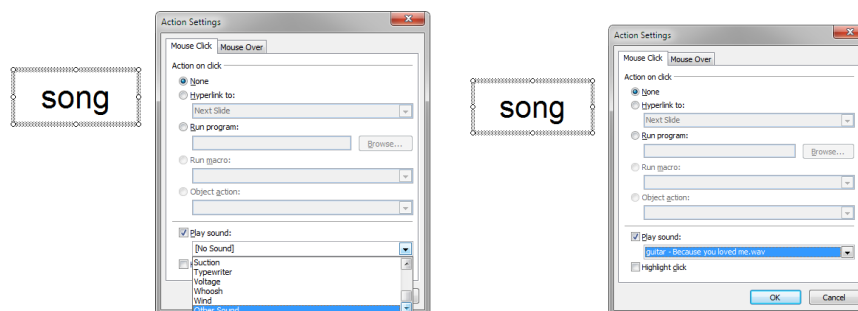 song
Action Settings
Mouse Click Mouse Over
Action on click
None
Hyperlink to:
Next Slide
Run program:
Browse...
Run macro:
Object action:
Play sound:
[No Sound]
Suction
Typewriter
Voltage
Whoosh
Wind
Other Sound...
song
Action Settings
Mouse Click Mouse Over
Action on click
None
Hyperlink to:
Next Slide
Run program:
Browse...
Run macro:
Object action:
Play sound:
guitar - Because you loved me.wav
Highlight click
OK Cancel